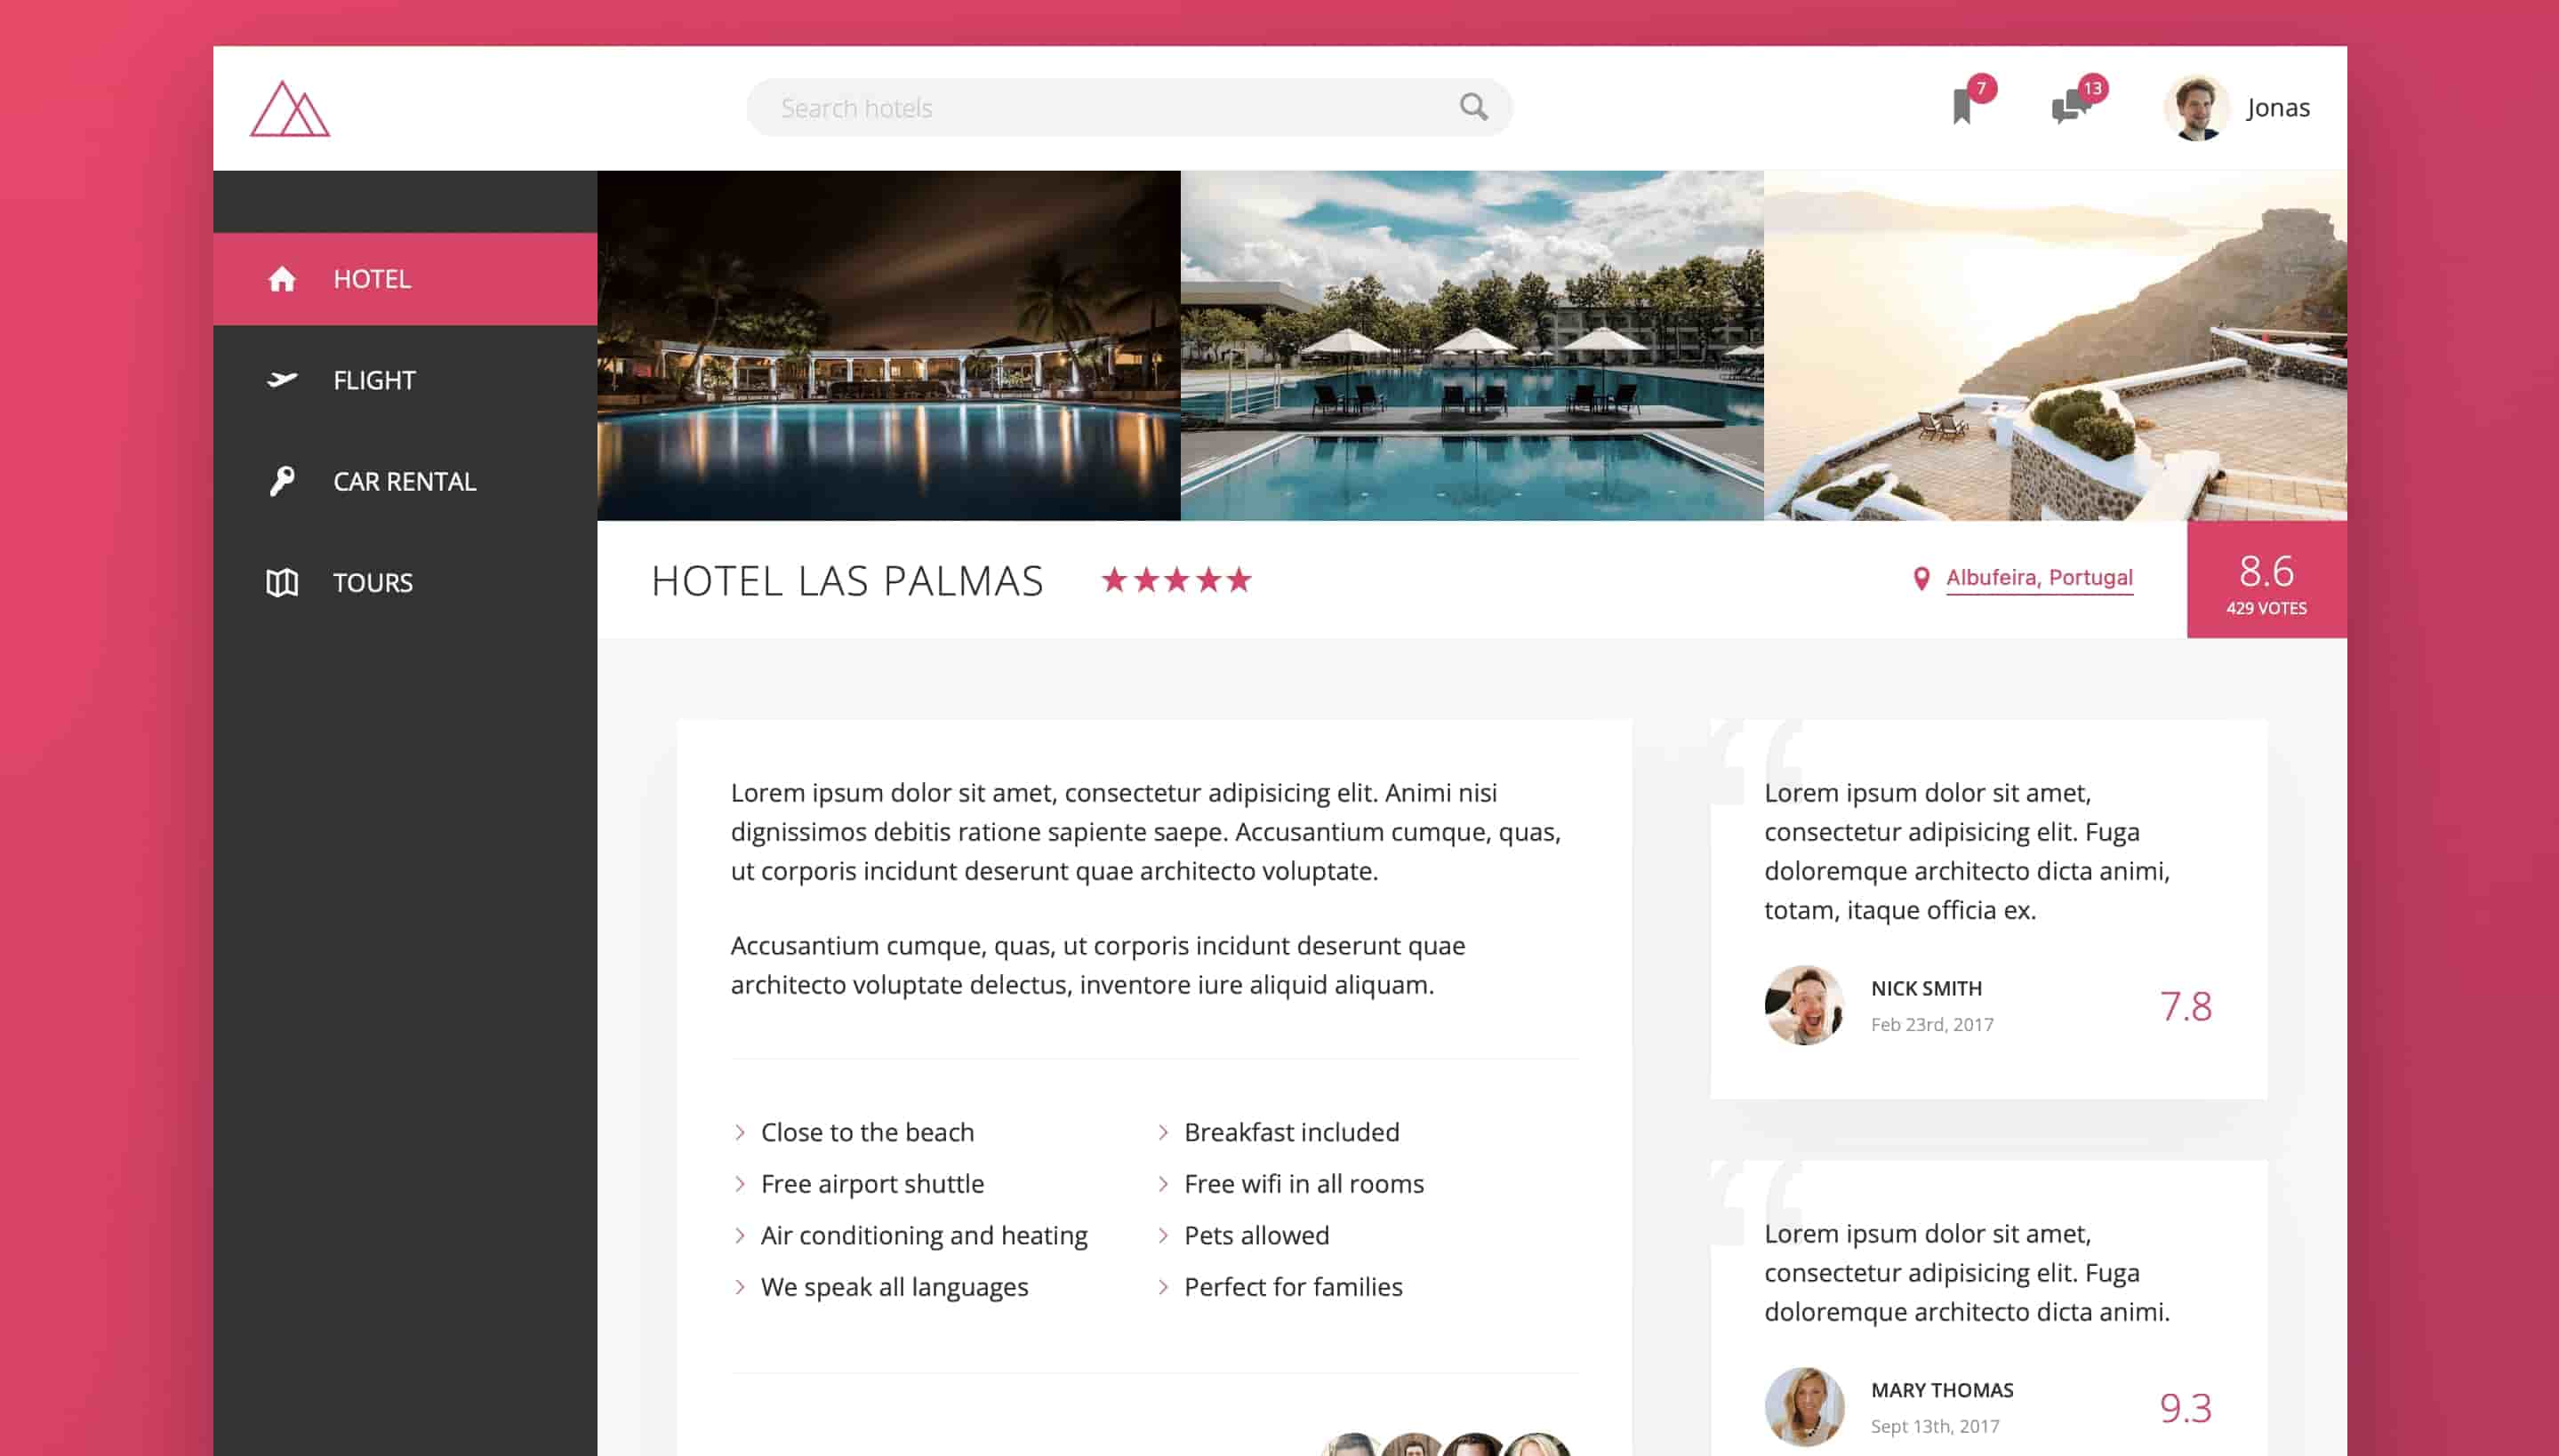 Search hotels
7
13
Jonas
HOTEL
FLIGHT
CAR RENTAL
TOURS
HOTEL LAS PALMAS
Albufeira, Portugal
8.6
429 VOTES
Lorem ipsum dolor sit amet, consectetur adipisicing elit. Animi nisi
dignissimos debitis ratione sapiente saepe. Accusantium cumque, quas,
ut corporis incidunt deserunt quae architecto voluptate.
Accusantium cumque, quas, ut corporis incidunt deserunt quae
architecto voluptate delectus, inventore iure aliquid aliquam.
Close to the beach
Free airport shuttle
Air conditioning and heating
We speak all languages
Breakfast included
Free wifi in all rooms
Pets allowed
Perfect for families
Lorem ipsum dolor sit amet,
consectetur adipisicing elit. Fuga
doloremque architecto dicta animi,
totam, itaque officia ex.
NICK SMITH
Feb 23rd, 2017
7.8
Lorem ipsum dolor sit amet,
consectetur adipisicing elit. Fuga
doloremque architecto dicta animi.
MARY THOMAS
Sept 13th, 2017
9.3